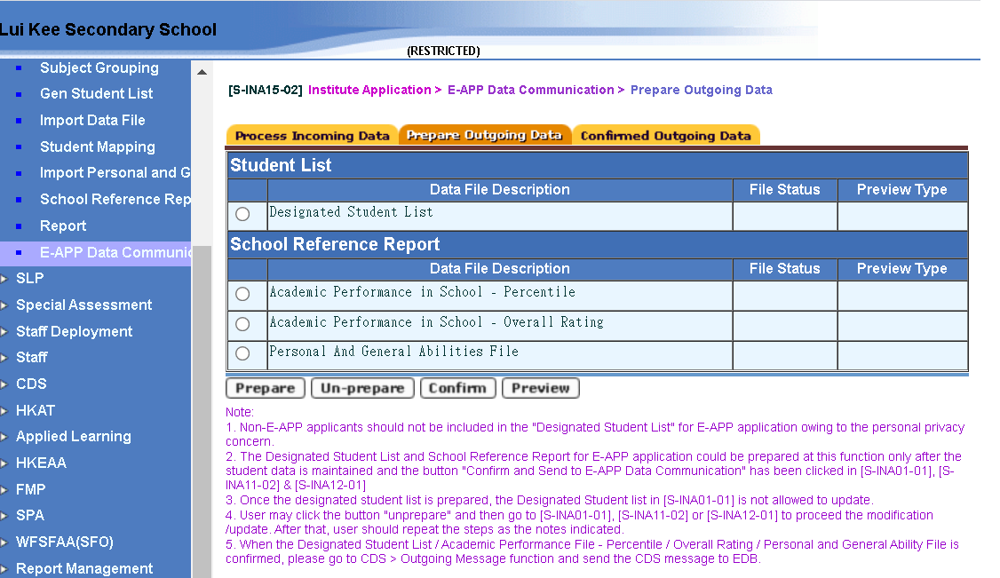 Lui Kee Secondary School
(RESTRICTED)
Subject Grouping
Gen Student List
Import Data File
Student Mapping
Import Personal and G
School Reference Rep
Report
E-APP Data Communic
SLP
Special Assessment
Staff Deployment
Staff
CDS
HKAT
Applied Learning
HKEAA
FMP
SPA
WFSFAA(SFO)
Report Management
[S-INA15-02] Institute Application > E-APP Data Communication > Prepare Outgoing Data
Process Incoming Data Prepare Outgoing Data Confirmed Outgoing Data
Student List
Data File Description File Status Preview Type
Designated Student List
School Reference Report
Data File Description File Status Preview Type
Academic Performance in School - Percentile
Academic Performance in School - Overall Rating
Personal And General Abilities File
Prepare Un-prepare Confirm Preview
Note:
1. Non-E-APP applicants should not be included in the "Designated Student List" for E-APP application owing to the personal privacy
concern.
2. The Designated Student List and School Reference Report for E-APP application could be prepared at this function only after the
student data is maintained and the button "Confirm and Send to E-APP Data Communication" has been clicked in [S-INA01-01], [S-
INA11-02] & [S-INA12-01]
3. Once the designated student list is prepared, the Designated Student list in [S-INA01-01] is not allowed to update.
4. User may click the button "unprepare" and then go to [S-INA01-01], [S-INA11-02] or [S-INA12-01] to proceed the modification
/update. After that, user should repeat the steps as the notes indicated.
5. When the Designated Student List / Academic Performance File - Percentile / Overall Rating / Personal and General Ability File is
confirmed, please go to CDS > Outgoing Message function and send the CDS message to EDB.